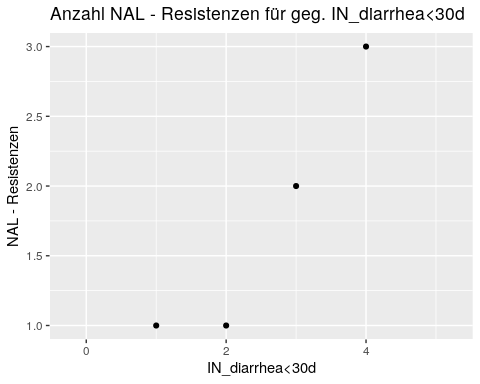 Anzahl NAL - Resistenzen für geg. IN_diarrhea<30d
3.0
2.5
2.0
1.5
1.0
NAL - Resistenzen
0 2 4
IN_diarrhea<30d